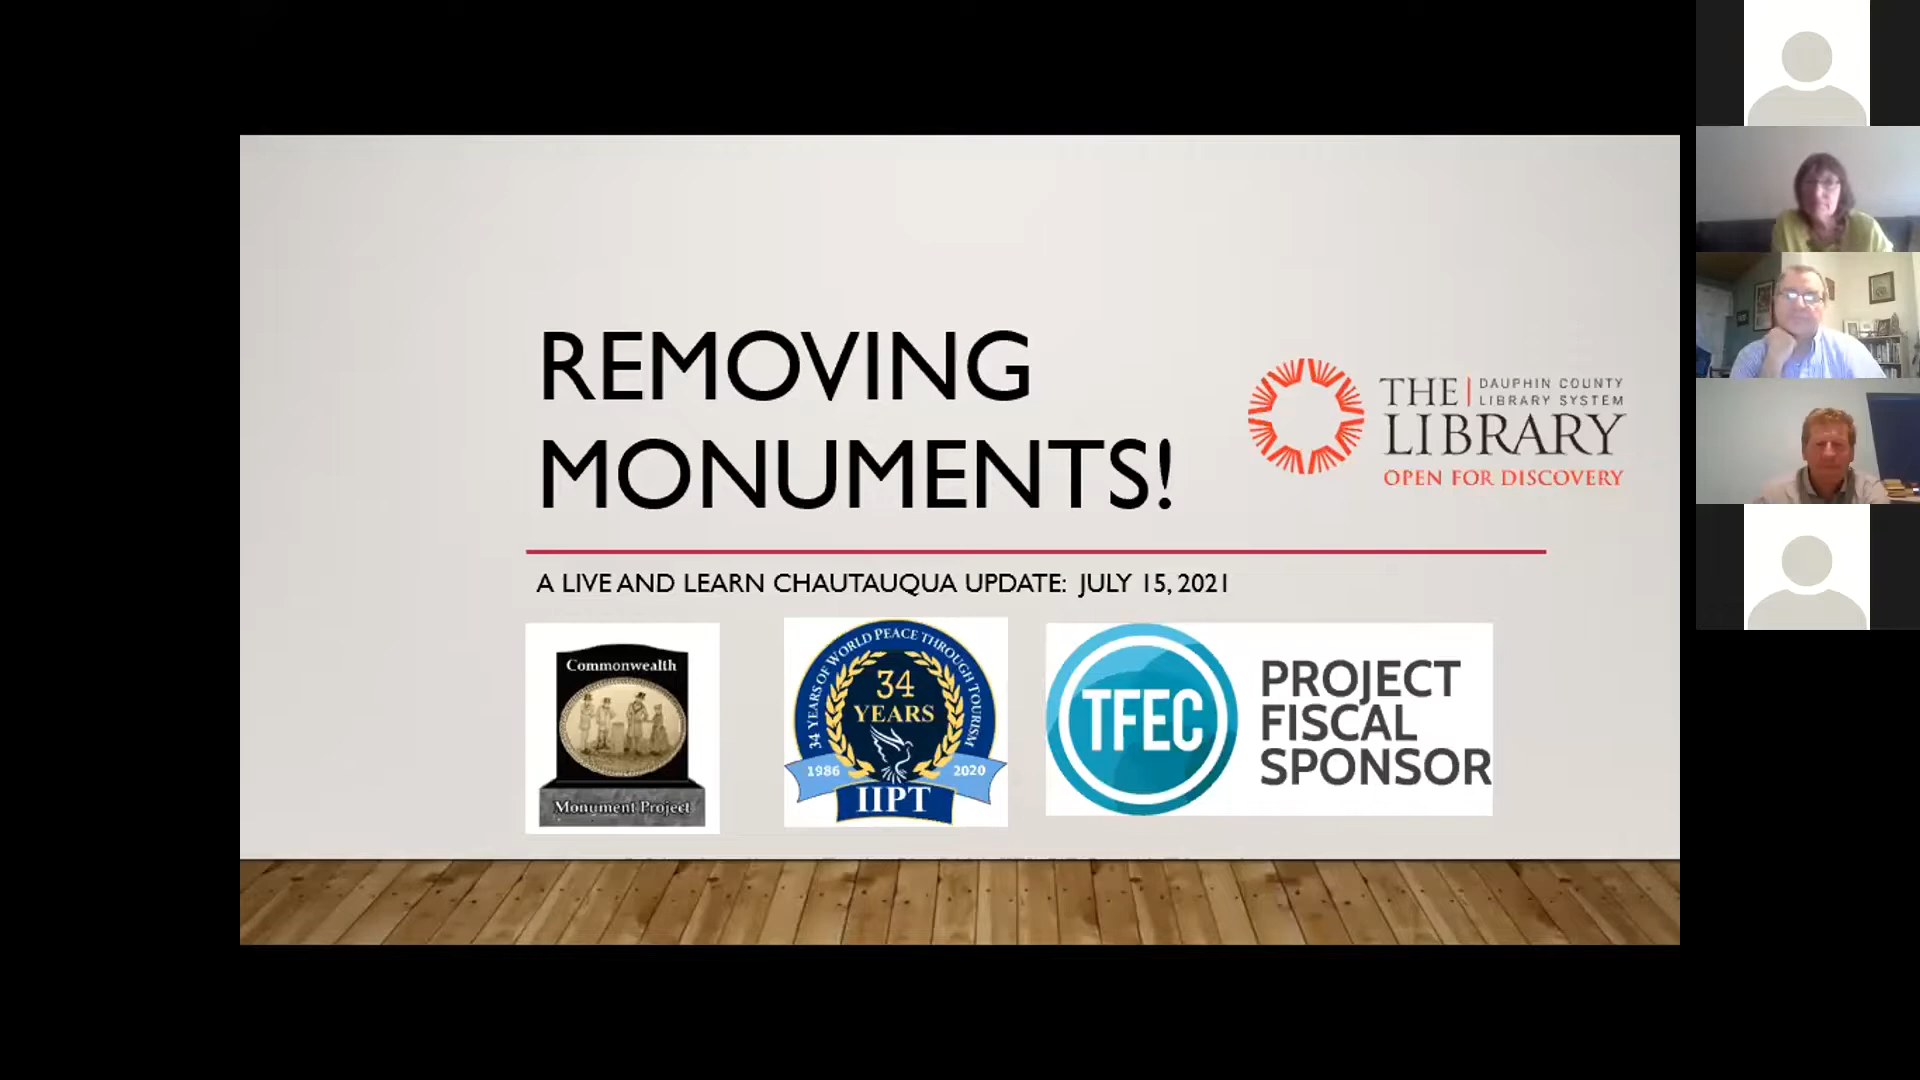 REMOVING
MONUMENTS!
THE | DAUPHIN COUNTY
LIBRARY SYSTEM
LIBRARY
OPEN FOR DISCOVERY
A LIVE AND LEARN CHAUTAUQUA UPDATE: JULY 15, 2021
Commonwealth
Monument Project
34 YEARS OF WORLD PEACE THROUGH TOURISM
34
YEARS
1986
2020
IIPT
TFEC
PROJECT
FISCAL
SPONSOR